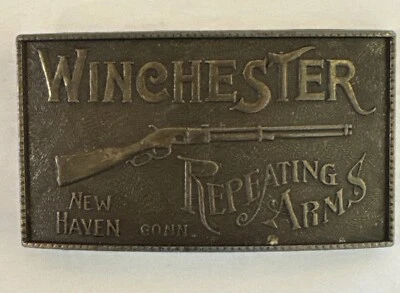 WINCHESTER
REPEATING
NEW
ARMS
HAVEN CONN.